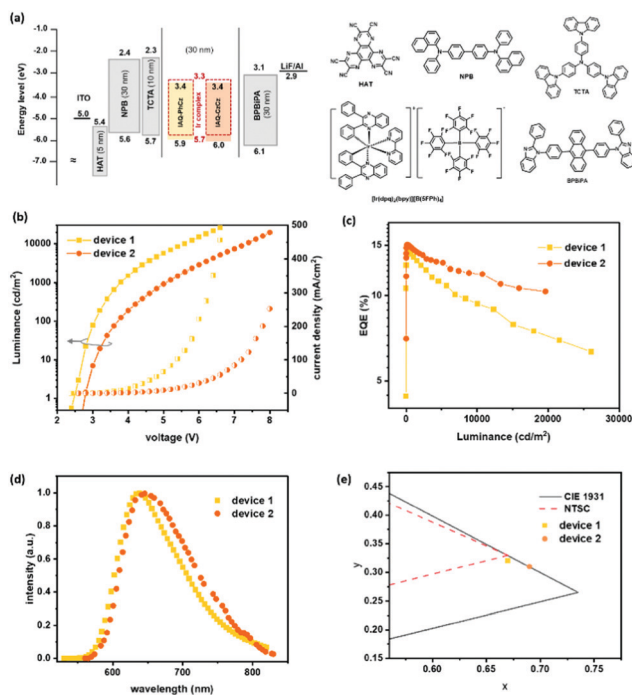 (a)
Energy level (eV)
-2.0
-3.0
-4.0
-5.0
-6.0
-7.0
ITO
5.0
5.4
HAT (5 nm)
2.4
NPB (30 nm)
5.6
2.3
TCTA (10 nm)
5.7
(30 nm)
3.3
3.4
IAQ-PhCz
5.9
Ir complex
5.7
3.4
IAQ-CzCz
6.0
3.1
BPBiPA
(30 nm)
6.1
LiF/Al
2.9
HAT
NPB
TCTA
[Ir(dpq)2(bpy)][B(5FPh)4]
BPBiPA
(b)
device 1
device 2
Luminance (cd/m2)
10000
1000
100
10
1
500
400
300
200
100
0
current density (mA/cm2)
2 3 4 5 6 7 8
voltage (V)
(c)
device 1
device 2
EQE (%)
15
10
5
0 10000 20000 30000
Luminance (cd/m2)
(d)
device 1
device 2
intensity (a.u.)
1.0
0.8
0.6
0.4
0.2
0.0
600 700 800
wavelength (nm)
(e)
CIE 1931
NTSC
device 1
device 2
y
0.45
0.40
0.35
0.30
0.25
0.20
0.15
0.60 0.65 0.70 0.75
x